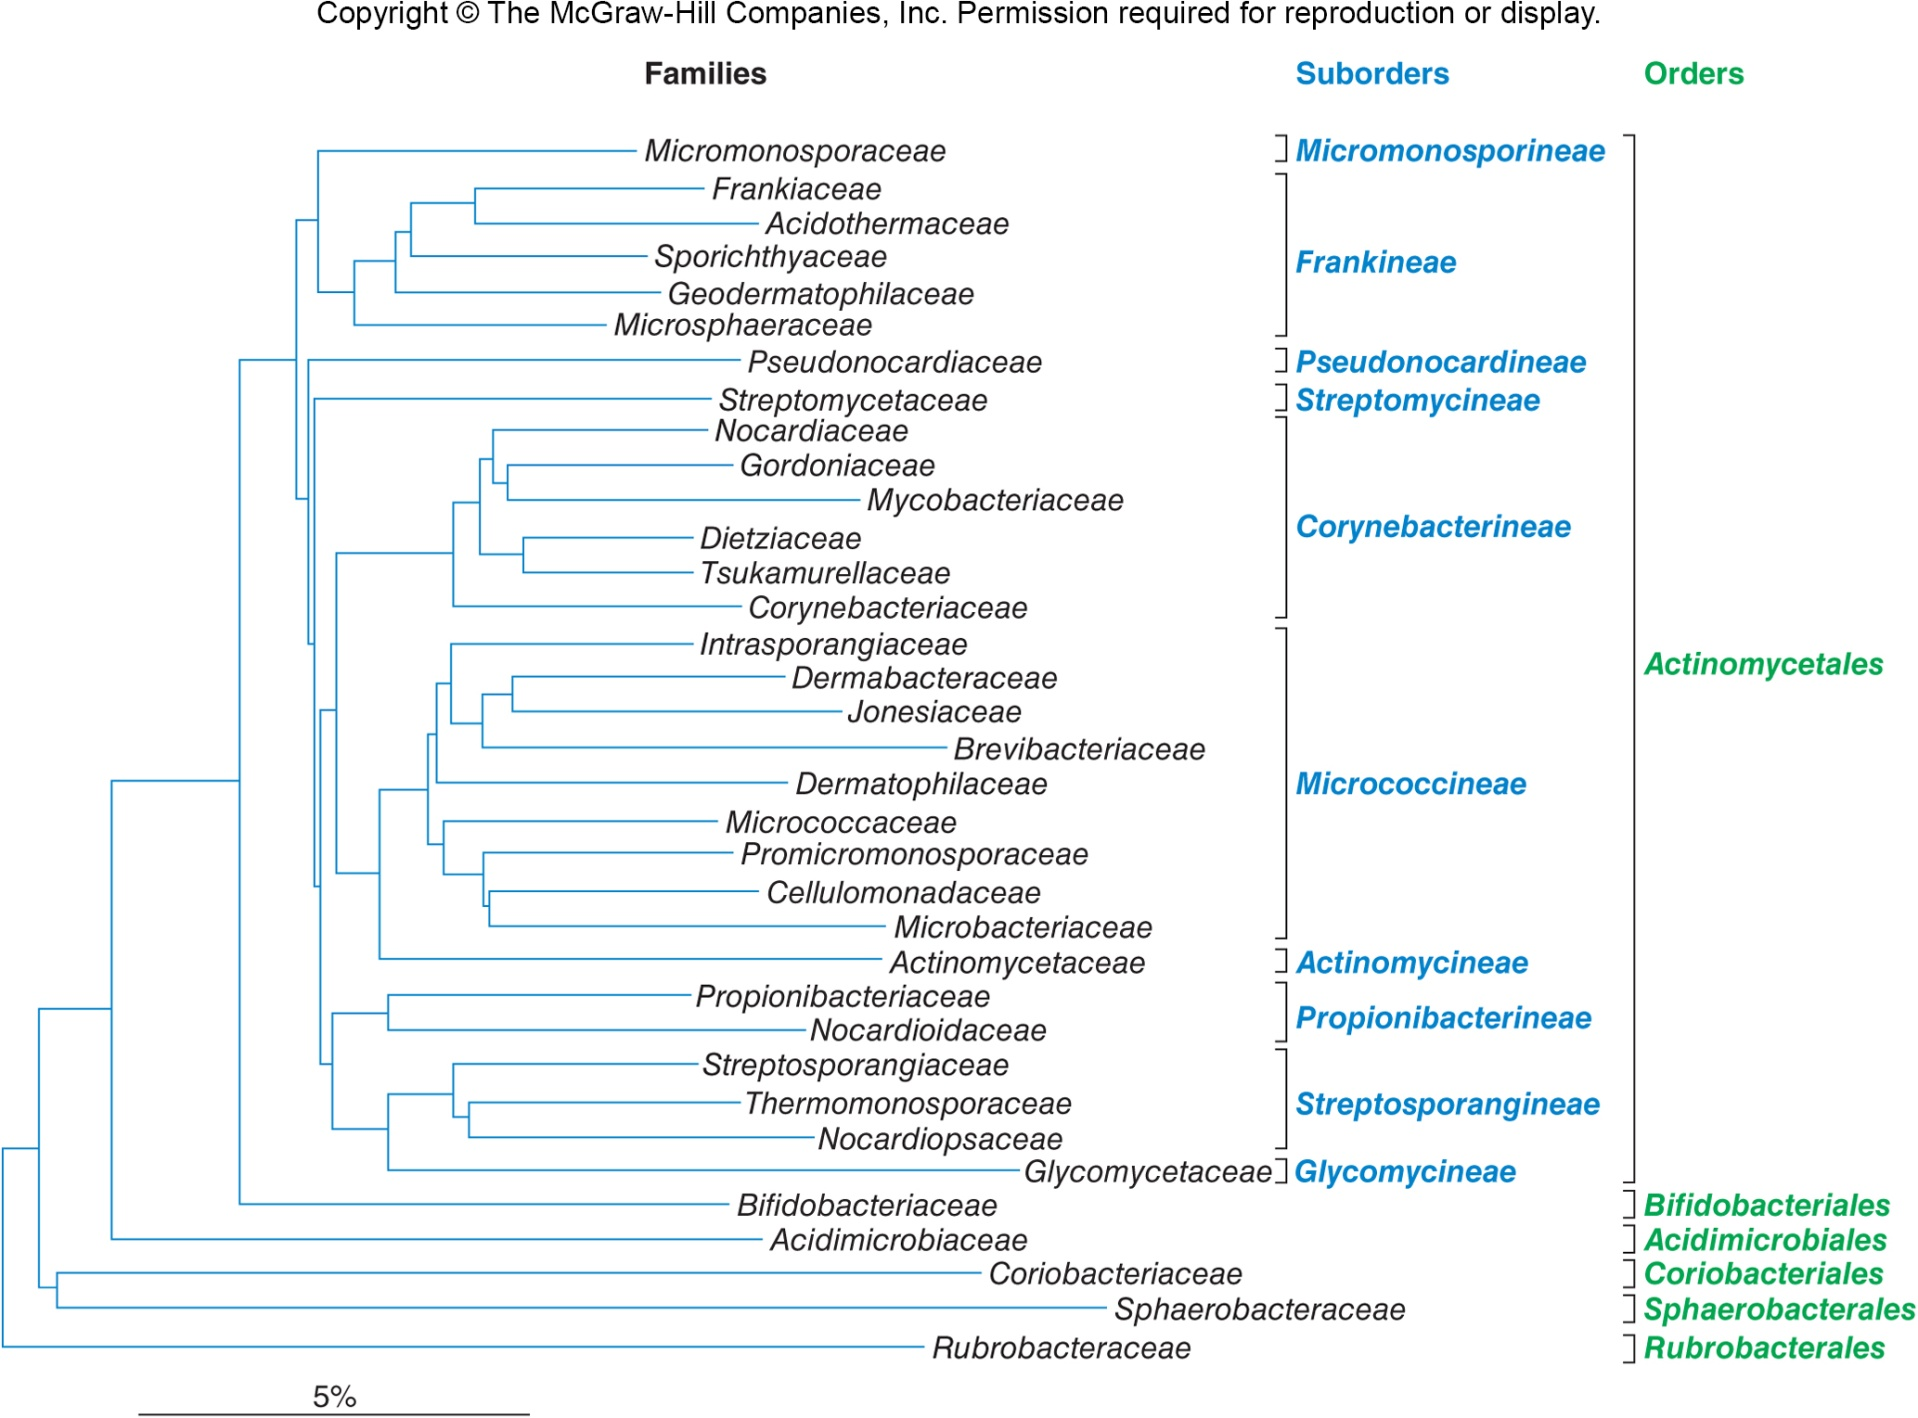 Copyright © The McGraw-Hill Companies, Inc. Permission required for reproduction or display.
Families Suborders Orders
Micromonosporaceae Micromonosporineae
Frankiaceae
Acidothermaceae
Sporichthyaceae Frankineae
Geodermatophilaceae
Microsphaeraceae
Pseudonocardiaceae Pseudonocardineae
Streptomycetaceae Streptomycineae
Nocardiaceae
Gordoniaceae
Mycobacteriaceae
Corynebacterineae
Dietziaceae
Tsukamurellaceae
Corynebacteriaceae
Intrasporangiaceae
Actinomycetales
Dermabacteraceae
Jonesiaceae
Brevibacteriaceae
Dermatophilaceae Micrococcineae
Micrococcaceae
Promicromonosporaceae
Cellulomonadaceae
Microbacteriaceae
Actinomycetaceae Actinomycineae
Propionibacteriaceae
Propionibacterineae
Nocardioidaceae
Streptosporangiaceae
Thermomonosporaceae Streptosporangineae
Nocardiopsaceae
Glycomycetaceae Glycomycineae
Bifidobacteriaceae Bifidobacteriales
Acidimicrobiaceae Acidimicrobiales
Coriobacteriaceae Coriobacteriales
Sphaerobacteraceae Sphaerobacterales
Rubrobacteraceae Rubrobacterales
5%